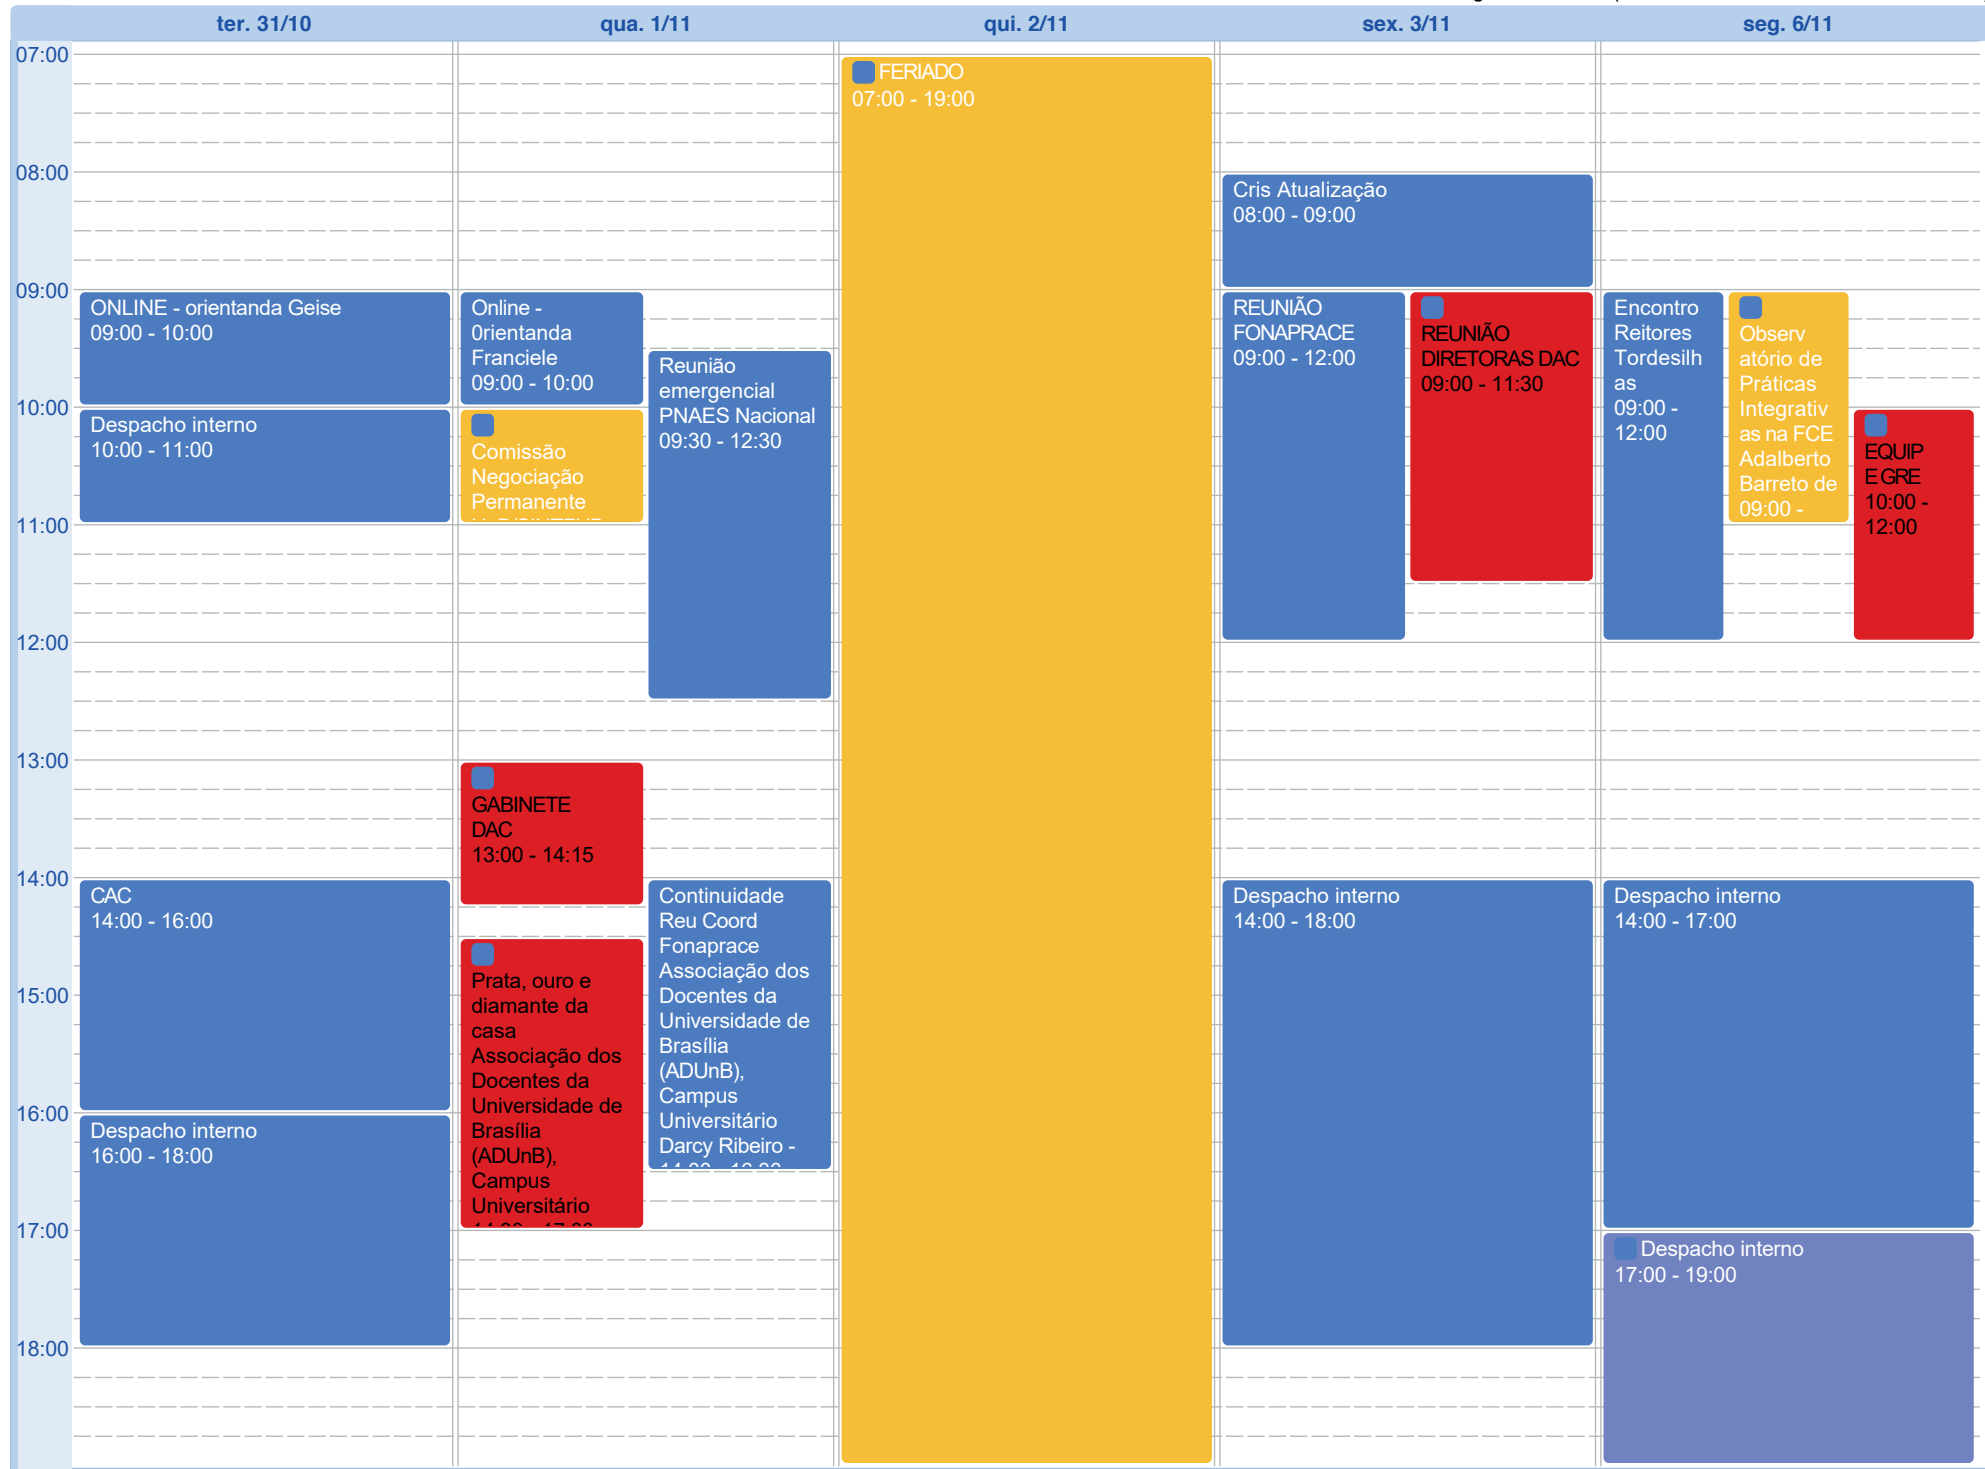 ter. 31/10
qua. 1/11
qui. 2/11
sex. 3/11
seg. 6/11
07:00
08:00
09:00
10:00
11:00
12:00
13:00
14:00
15:00
16:00
17:00
18:00
ONLINE - orientanda Geise
09:00 - 10:00
Despacho interno
10:00 - 11:00
CAC
14:00 - 16:00
Despacho interno
16:00 - 18:00
Online -
0rientanda
Franciele
09:00 - 10:00
Reunião
emergencial
PNAES Nacional
09:30 - 12:30
Comissão
Negociação
Permanente
GABINETE
DAC
13:00 - 14:15
Continuidade
Reu Coord
Fonaprace
Associação dos
Docentes da
Universidade de
Brasília
(ADUnB),
Campus
Universitário
Darcy Ribeiro -
Prata, ouro e
diamante da
casa
Associação dos
Docentes da
Universidade de
Brasília
(ADUnB),
Campus
Universitário
FERIADO
07:00 - 19:00
Cris Atualização
08:00 - 09:00
REUNIÃO
FONAPRACE
09:00 - 12:00
REUNIÃO
DIRETORAS DAC
09:00 - 11:30
Despacho interno
14:00 - 18:00
Encontro
Reitores
Tordesilh
as
09:00 -
12:00
Observ
atório de
Práticas
Integrativ
as na FCE
Adalberto
Barreto de
09:00 -
EQUIP
E GRE
10:00 -
12:00
Despacho interno
14:00 - 17:00
Despacho interno
17:00 - 19:00